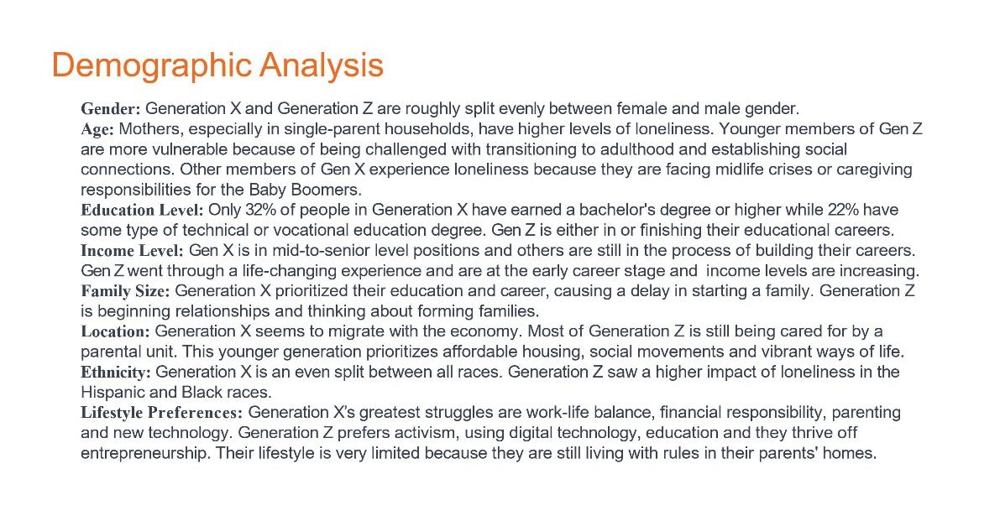 Demographic Analysis
Gender: Generation X and Generation Z are roughly split evenly between female and male gender.
Age: Mothers, especially in single-parent households, have higher levels of loneliness. Younger members of Gen Z
are more vulnerable because of being challenged with transitioning to adulthood and establishing social
connections. Other members of Gen X experience loneliness because they are facing midlife crises or caregiving
responsibilities for the Baby Boomers.
Education Level: Only 32% of people in Generation X have earned a bachelor's degree or higher while 22% have
some type of technical or vocational education degree. Gen Z is either in or finishing their educational careers.
Income Level: Gen X is in mid-to-senior level positions and others are still in the process of building their careers.
Gen Z went through a life-changing experience and are at the early career stage and  income levels are increasing.
Family Size: Generation X prioritized their education and career, causing a delay in starting a family. Generation Z
is beginning relationships and thinking about forming families.
Location: Generation X seems to migrate with the economy. Most of Generation Z is still being cared for by a
parental unit. This younger generation prioritizes affordable housing, social movements and vibrant ways of life.
Ethnicity: Generation X is an even split between all races. Generation Z saw a higher impact of loneliness in the
Hispanic and Black races.
Lifestyle Preferences: Generation X's greatest struggles are work-life balance, financial responsibility, parenting
and new technology. Generation Z prefers activism, using digital technology, education and they thrive off
entrepreneurship. Their lifestyle is very limited because they are still living with rules in their parents' homes.